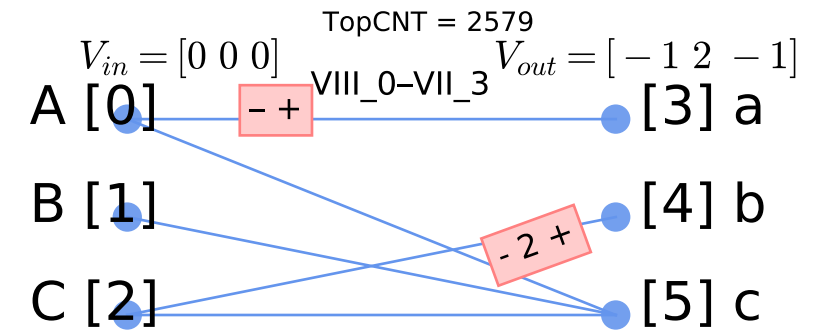 TopCNT = 2579
V_in = [0 0 0] V_out = [ − 1 2 − 1]
VIII_0–VII_3
A [0] – + [3] a
B [1] [4] b
- 2 +
C [2] [5] c